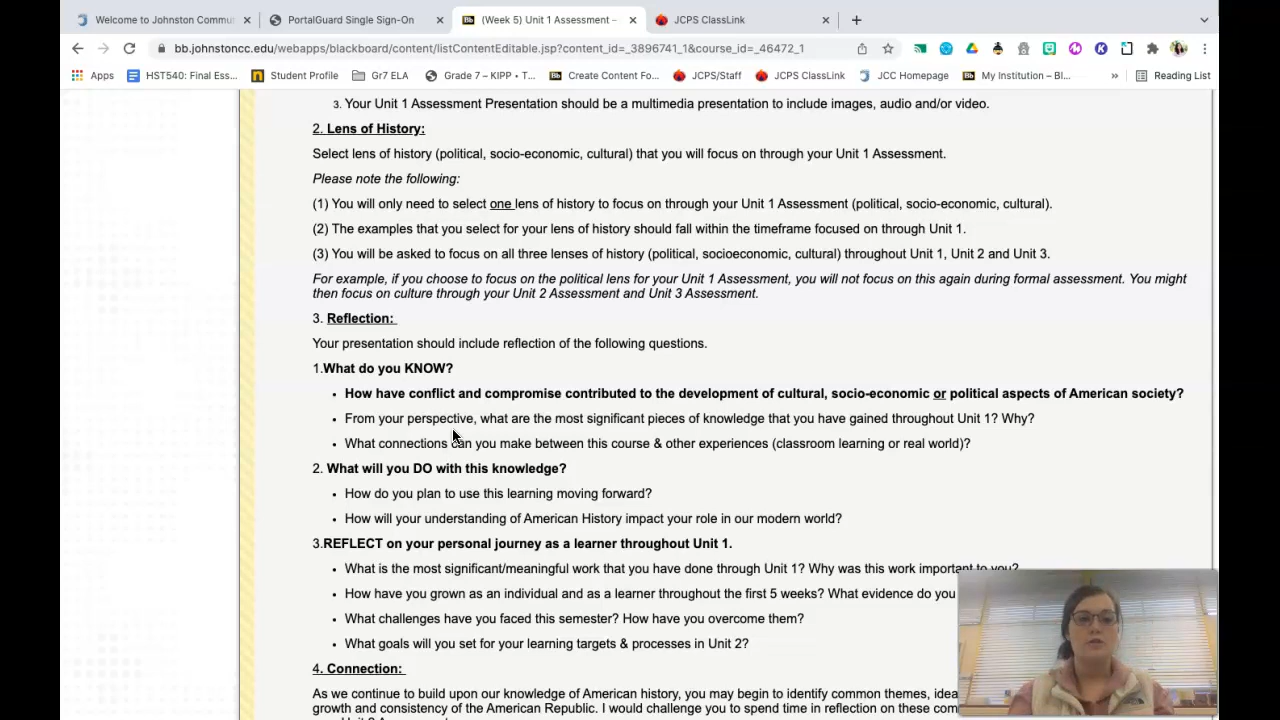 Welcome to Johnston Commu
PortalGuard Single Sign-On
Bb (Week 5) Unit 1 Assessment –
JCPS ClassLink
bb.johnstoncc.edu/webapps/blackboard/content/listContentEditable.jsp?content_id=_3896741_1&course_id=_46472_1
Apps HST540: Final Ess... Student Profile Gr7 ELA Grade 7 – KIPP • T... Bb Create Content Fo... JCPS/Staff JCPS ClassLink JCC Homepage Bb My Institution – Bl... » Reading List
3. Your Unit 1 Assessment Presentation should be a multimedia presentation to include images, audio and/or video.
2. Lens of History:
Select lens of history (political, socio-economic, cultural) that you will focus on through your Unit 1 Assessment.
Please note the following:
(1) You will only need to select one lens of history to focus on through your Unit 1 Assessment (political, socio-economic, cultural).
(2) The examples that you select for your lens of history should fall within the timeframe focused on through Unit 1.
(3) You will be asked to focus on all three lenses of history (political, socioeconomic, cultural) throughout Unit 1, Unit 2 and Unit 3.
For example, if you choose to focus on the political lens for your Unit 1 Assessment, you will not focus on this again during formal assessment. You might
then focus on culture through your Unit 2 Assessment and Unit 3 Assessment.
3. Reflection:
Your presentation should include reflection of the following questions.
1.What do you KNOW?
• How have conflict and compromise contributed to the development of cultural, socio-economic or political aspects of American society?
• From your perspective, what are the most significant pieces of knowledge that you have gained throughout Unit 1? Why?
• What connections can you make between this course & other experiences (classroom learning or real world)?
2. What will you DO with this knowledge?
• How do you plan to use this learning moving forward?
• How will your understanding of American History impact your role in our modern world?
3.REFLECT on your personal journey as a learner throughout Unit 1.
• What is the most significant/meaningful work that you have done through Unit 1? Why was this work important to you?
• How have you grown as an individual and as a learner throughout the first 5 weeks? What evidence do you
• What challenges have you faced this semester? How have you overcome them?
• What goals will you set for your learning targets & processes in Unit 2?
4. Connection:
As we continue to build upon our knowledge of American history, you may begin to identify common themes, idea
growth and consistency of the American Republic. I would challenge you to spend time in reflection on these com